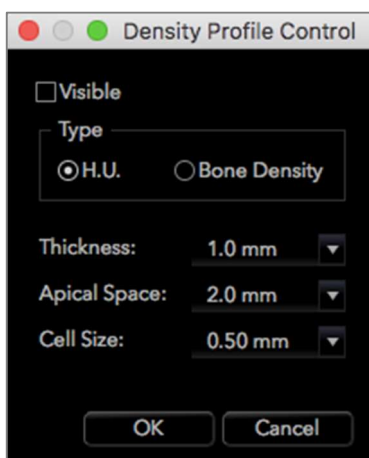 Density Profile Control
Visible
Type
H.U. Bone Density
Thickness: 1.0 mm
Apical Space: 2.0 mm
Cell Size: 0.50 mm
OK Cancel